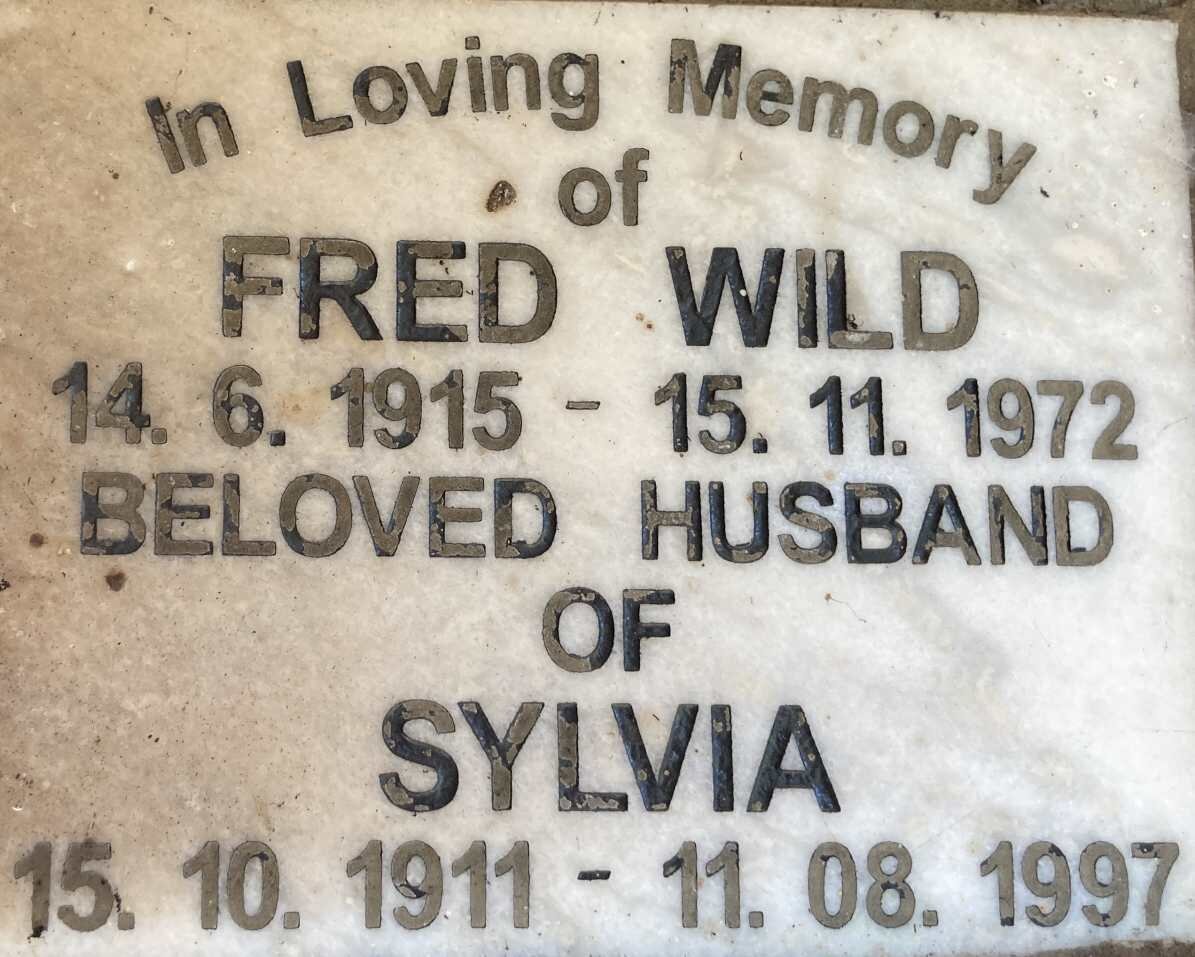 In Loving Memory
of
FRED WILD
14. 6. 1915 - 15. 11. 1972
BELOVED HUSBAND
OF
SYLVIA
15. 10. 1911 - 11. 08. 1997